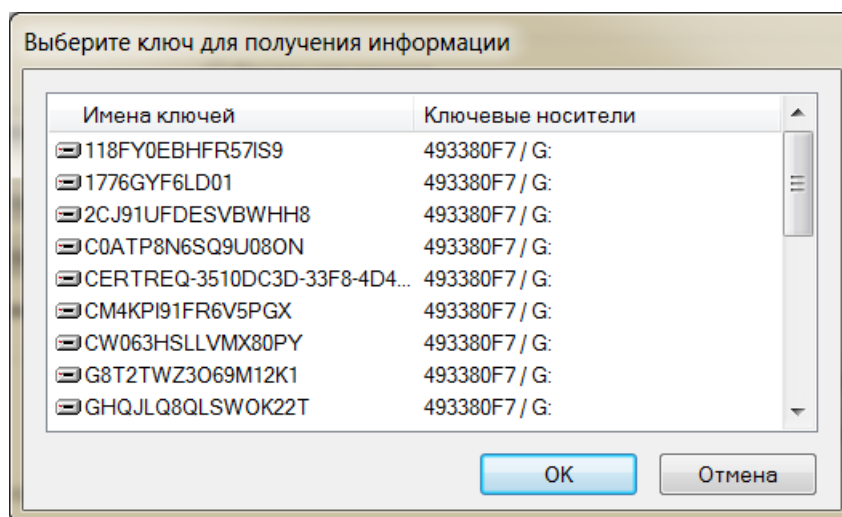 Выберите ключ для получения информации
Имена ключей Ключевые носители
118FY0EBHFR57IS9 493380F7 / G:
1776GYF6LD01 493380F7 / G:
2CJ91UFDESVBWHH8 493380F7 / G:
C0ATP8N6SQ9U08ON 493380F7 / G:
CERTREQ-3510DC3D-33F8-4D4... 493380F7 / G:
CM4KPI91FR6V5PGX 493380F7 / G:
CW063HSLLVMX80PY 493380F7 / G:
G8T2TWZ3O69M12K1 493380F7 / G:
GHQJLQ8QLSWOK22T 493380F7 / G:
OK Отмена